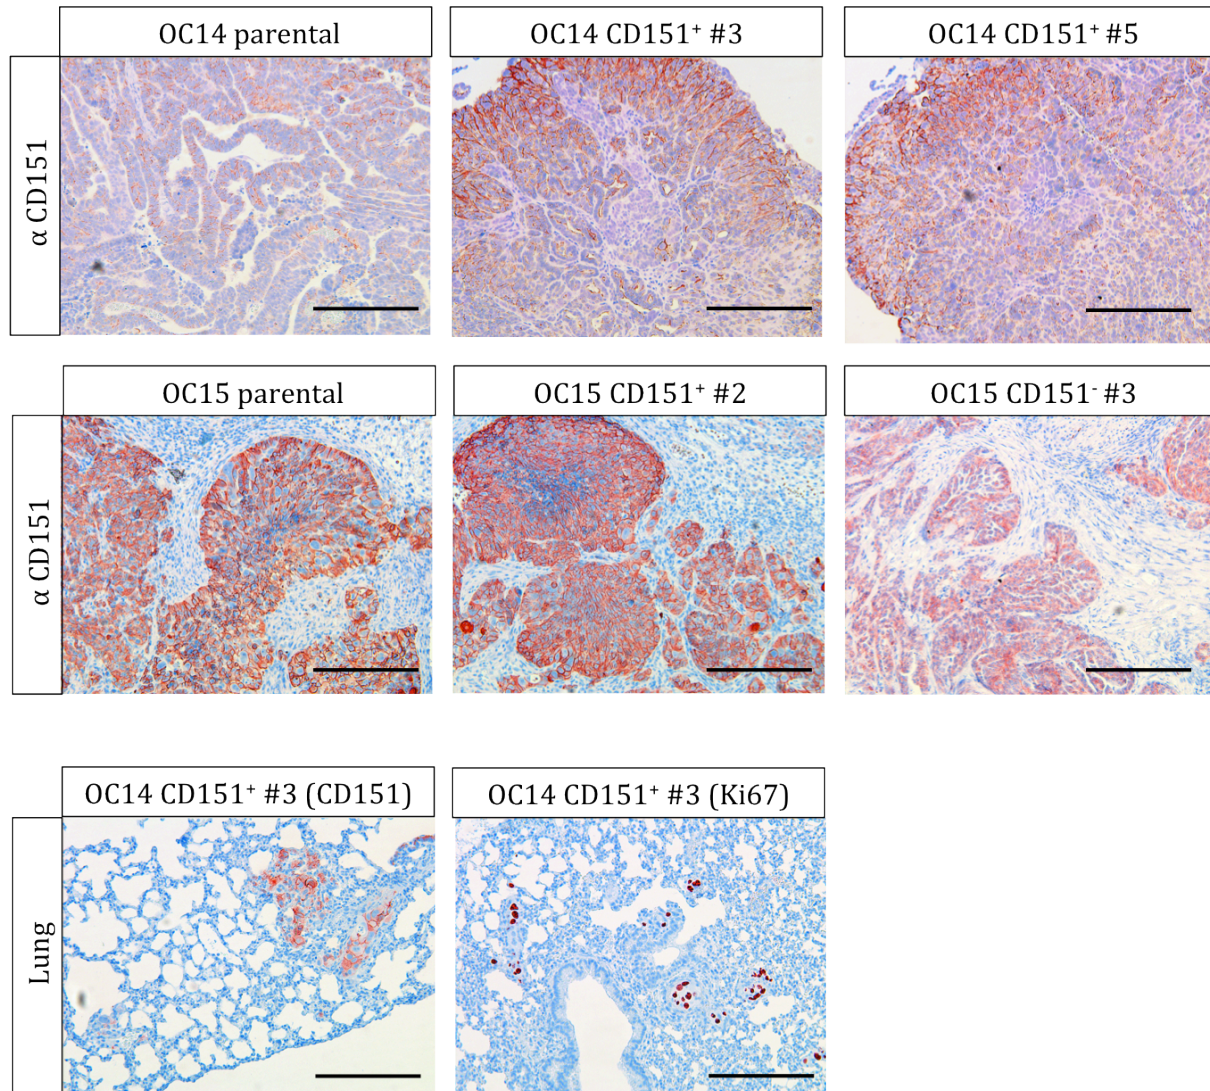 OC14 parental
OC14 CD151⁺ #3
OC14 CD151⁺ #5
α CD151
OC15 parental
OC15 CD151⁺ #2
OC15 CD151⁻ #3
α CD151
OC14 CD151⁺ #3 (CD151)
OC14 CD151⁺ #3 (Ki67)
Lung